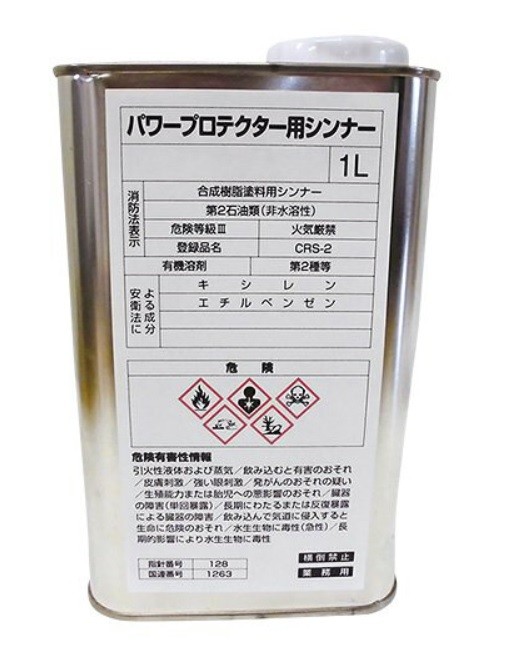 パワープロテクター用シンナー
1L
消防法表示
合成樹脂塗料用シンナー
第2石油類(非水溶性)
危険等級Ⅲ 火気厳禁
登録品名 CRS-2
有機溶剤 第2種等
安衛法による成分
キシレン
エチルベンゼン
危険
危険有害性情報
引火性液体および蒸気/飲み込むと有害のおそれ
/皮膚刺激/強い眼刺激/発がんのおそれの疑い
/生殖能力または胎児への悪影響のおそれ/臓器
の障害(単回暴露)/長期にわたるまたは反復暴露
による臓器の障害/飲み込んで気道に侵入すると
生命に危険のおそれ/水生生物に毒性(急性)/長
期的影響により水生生物に毒性
指針番号 128
国連番号 1263
横倒禁止
業務用